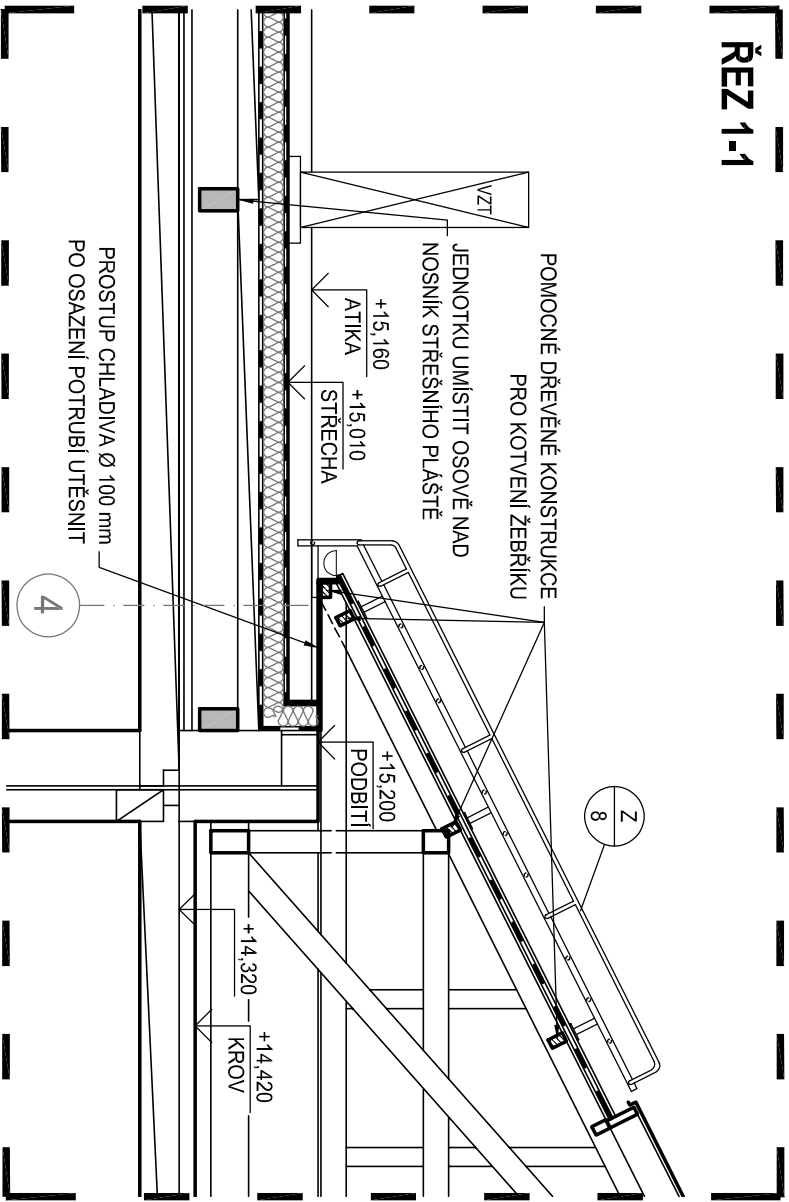 ŘEZ 1-1
POMOCNÉ DŘEVĚNÉ KONSTRUKCE
PRO KOTVENÍ ŽEBŘÍKU
Z
8
VZT
JEDNOTKU UMÍSTIT OSOVĚ NAD
NOSNÍK STŘEŠNÍHO PLÁŠTĚ
+15,160
ATIKA
+15,010
STŘECHA
+15,200
PODBITÍ
+14,320
+14,420
KROV
PROSTUP CHLADIVA Ø 100 mm
PO OSAZENÍ POTRUBÍ UTĚSNIT
4